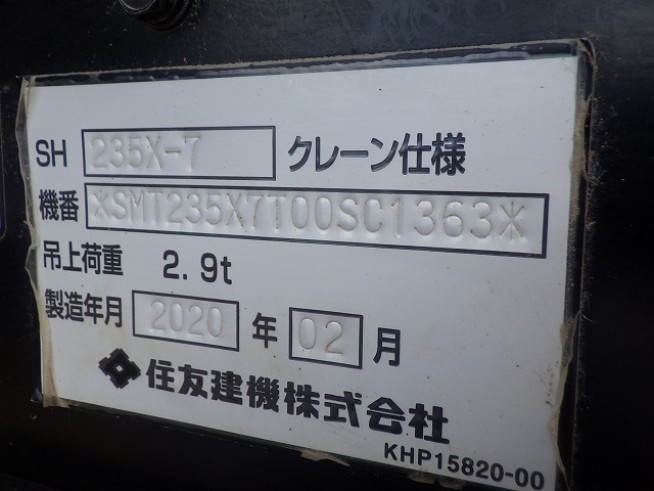 SH 235X-7 クレーン仕様
機番 *SMT235X7T00SC1363*
吊上荷重 2.9t
製造年月 2020 年 02 月
住友建機株式会社
KHP15820-00